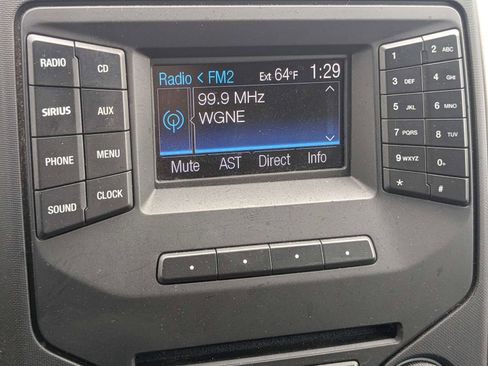 RADIO
CD
SIRIUS
AUX
PHONE
MENU
SOUND
CLOCK
Radio < FM2 Ext 64°F 1:29
99.9 MHz
WGNE
Mute AST Direct Info
1
2 ABC
3 DEF
4 GHI
5 JKL
6 MNO
7 PQRS
8 TUV
9 WXYZ
0+
*
#